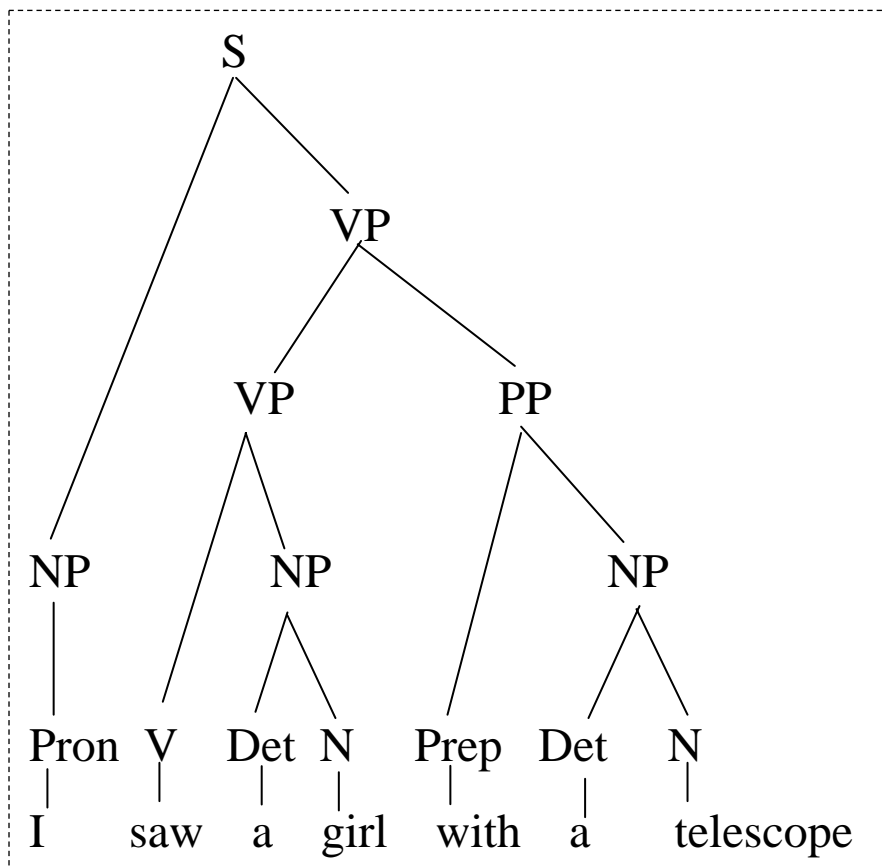 S
VP
VP PP
NP NP NP
Pron V Det N Prep Det N
I saw a girl with a telescope